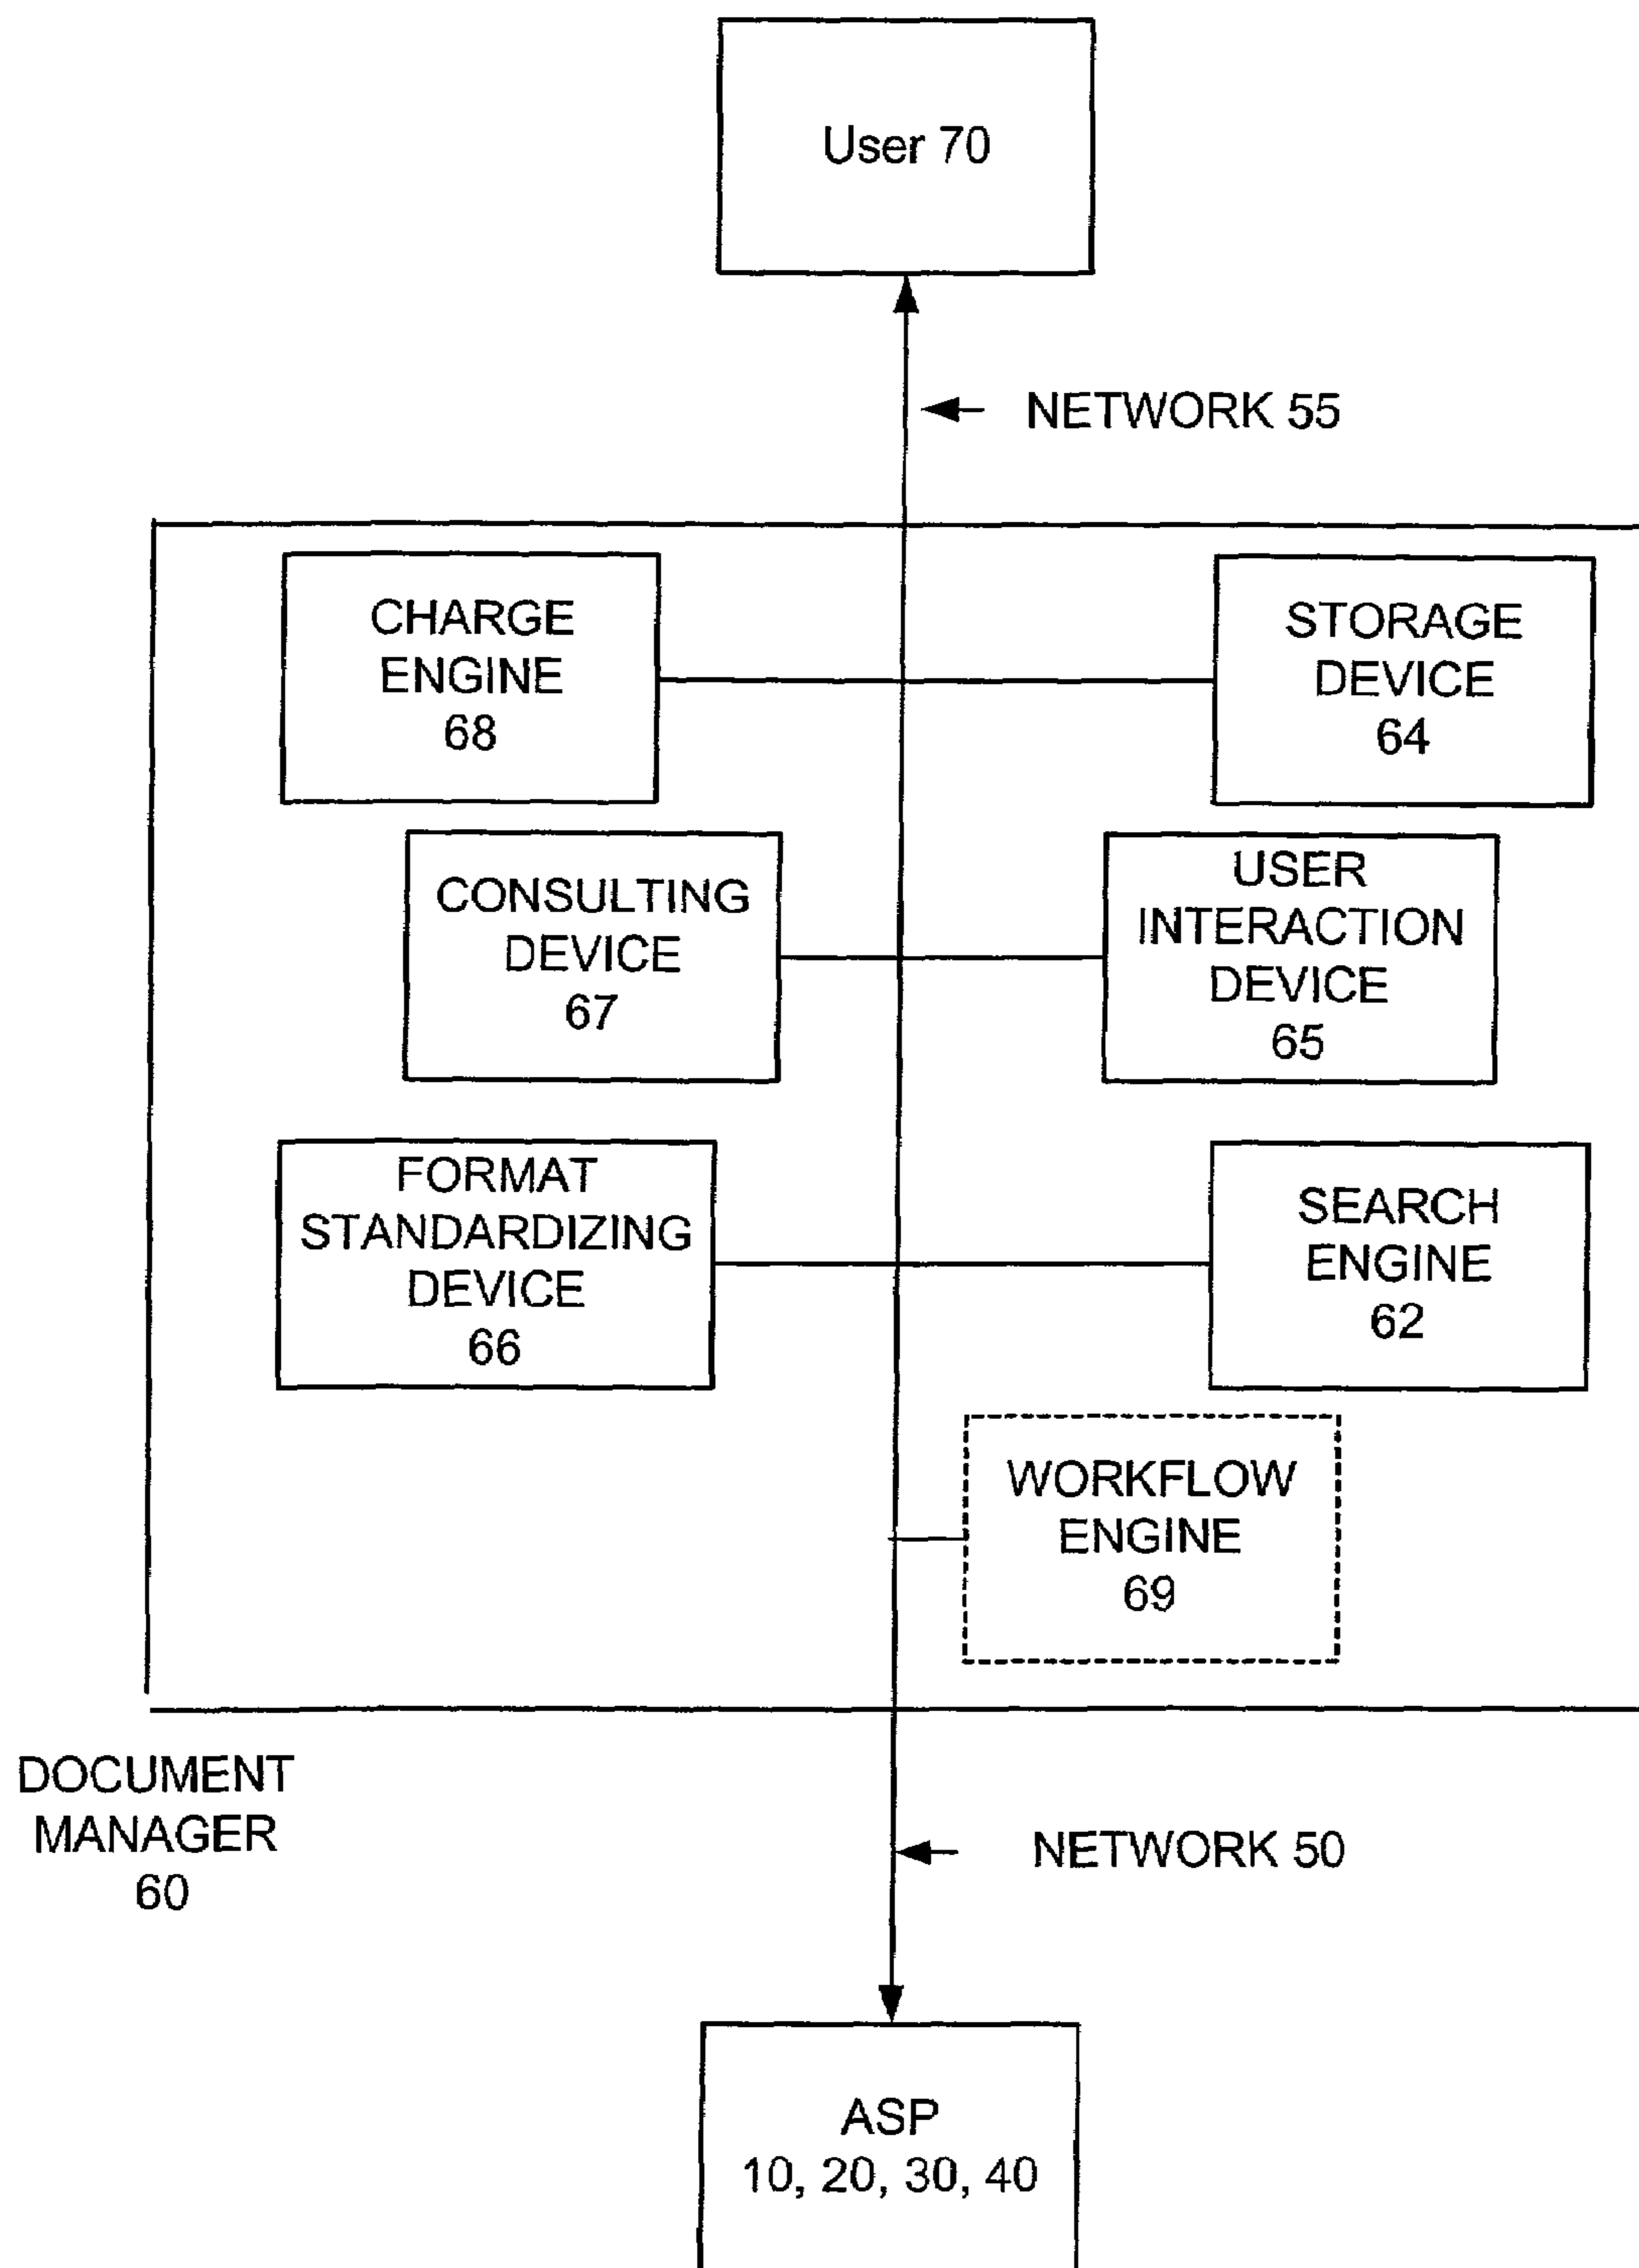 User 70
NETWORK 55
CHARGE
ENGINE
68
STORAGE
DEVICE
64
CONSULTING
DEVICE
67
USER
INTERACTION
DEVICE
65
FORMAT
STANDARDIZING
DEVICE
66
SEARCH
ENGINE
62
WORKFLOW
ENGINE
69
DOCUMENT
MANAGER
60
NETWORK 50
ASP
10, 20, 30, 40